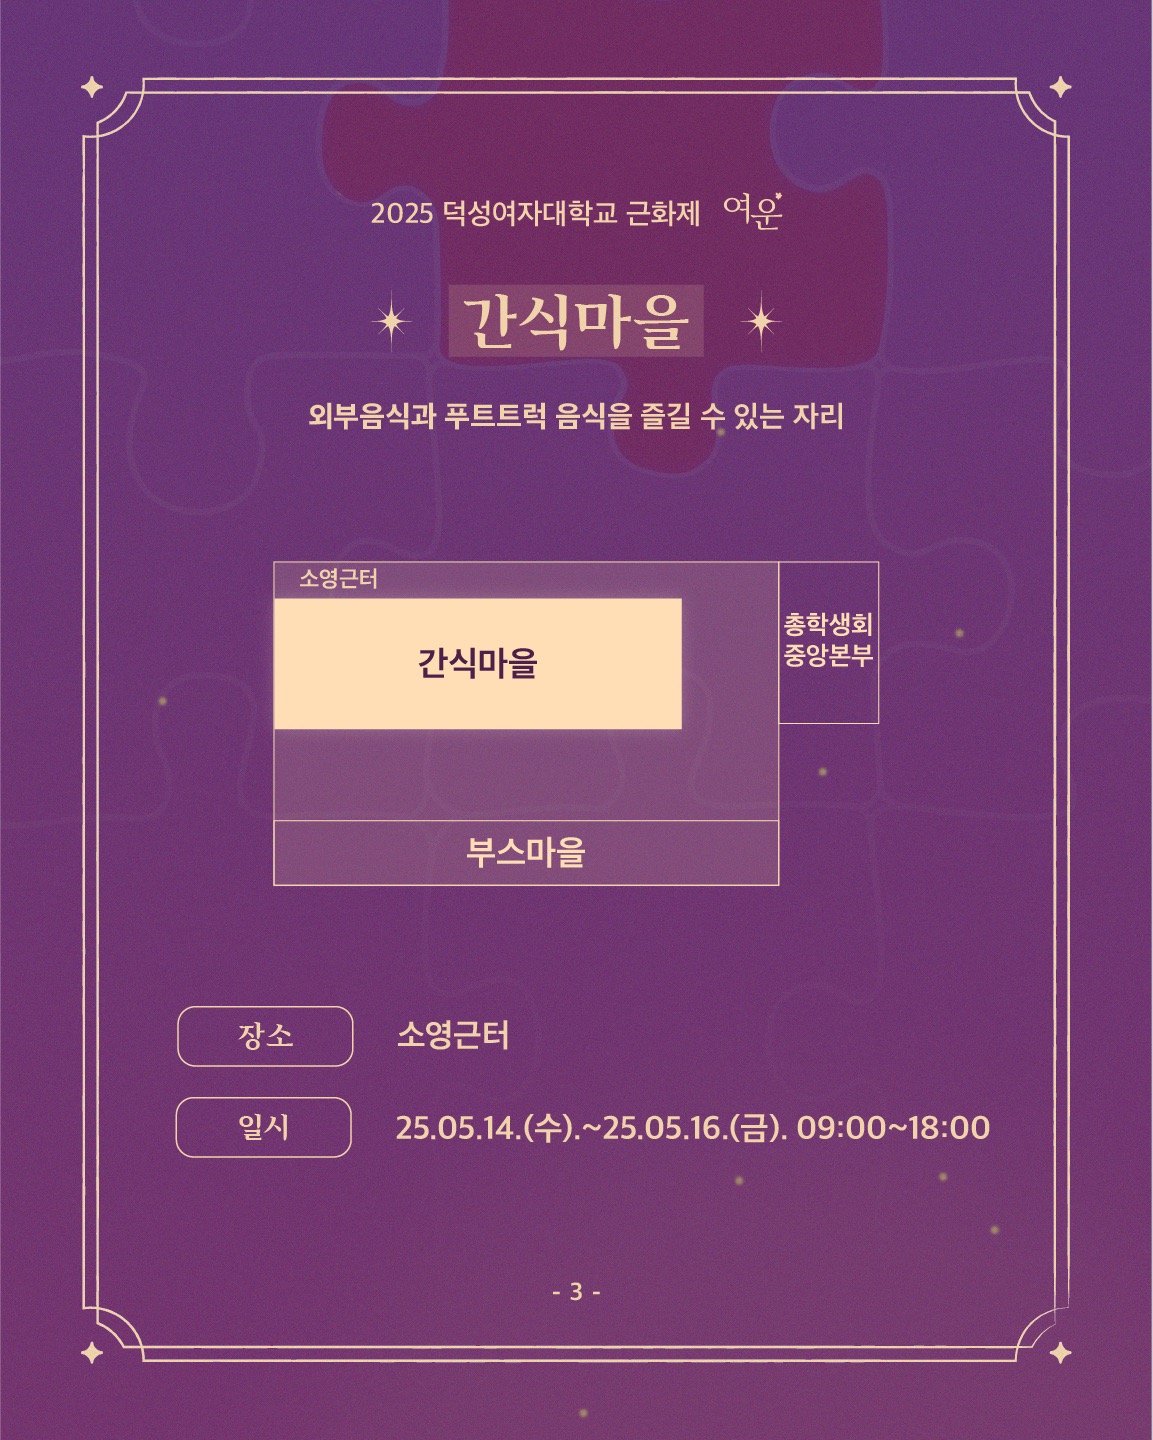 2025 덕성여자대학교 근화제 여운
간식마을
외부음식과 푸트트럭 음식을 즐길 수 있는 자리
소영근터
간식마을
총학생회
중앙본부
부스마을
장소 소영근터
일시 25.05.14.(수).~25.05.16.(금). 09:00~18:00
- 3 -